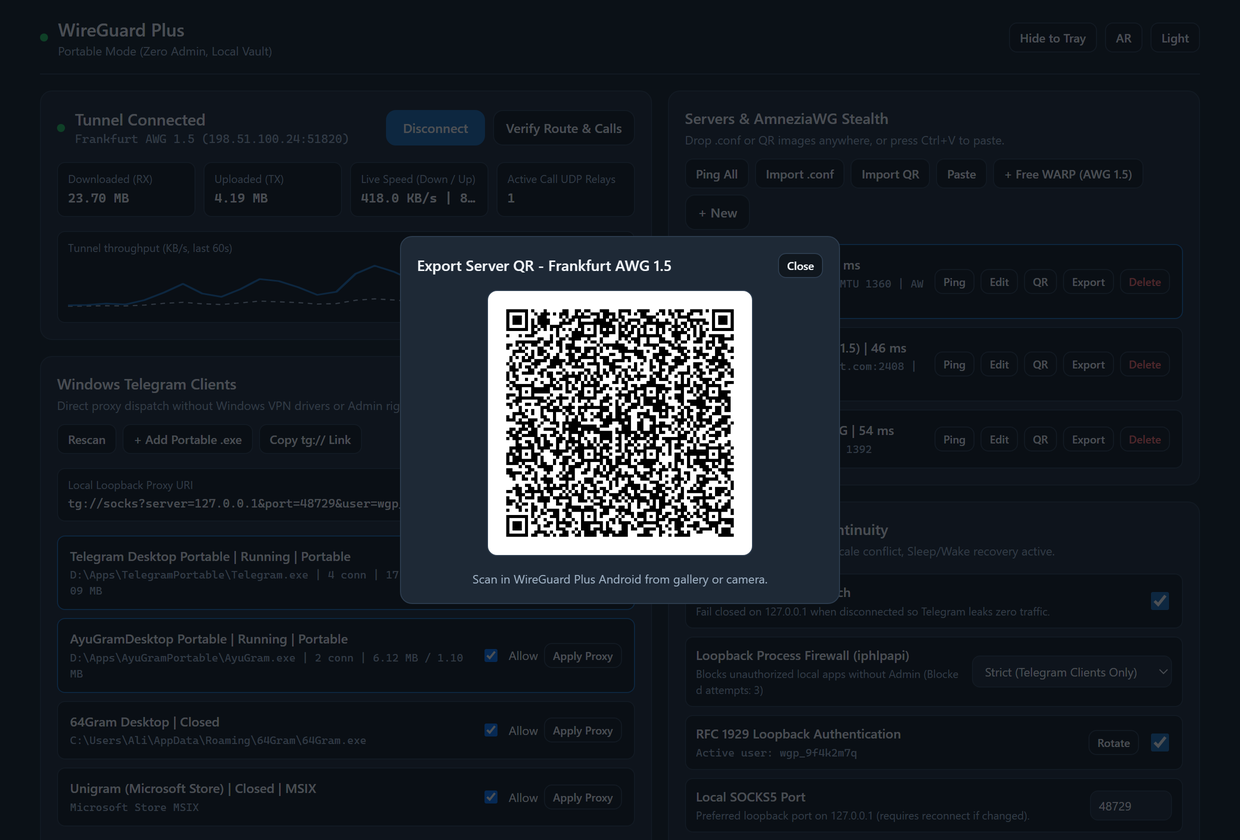 WireGuard Plus
Portable Mode (Zero Admin, Local Vault)
Hide to Tray
AR
Light
Tunnel Connected
Frankfurt AWG 1.5 (198.51.100.24:51820)
Disconnect
Verify Route & Calls
Downloaded (RX)
23.70 MB
Uploaded (TX)
4.19 MB
Live Speed (Down / Up)
418.0 KB/s | 8…
Active Call UDP Relays
1
Tunnel throughput (KB/s, last 60s)
Servers & AmneziaWG Stealth
Drop .conf or QR images anywhere, or press Ctrl+V to paste.
Ping All
Import .conf
Import QR
Paste
+ Free WARP (AWG 1.5)
+ New
ms
MTU 1360 | AW
Ping
Edit
QR
Export
Delete
1.5) | 46 ms
t.com:2408 |
Ping
Edit
QR
Export
Delete
G | 54 ms
1392
Ping
Edit
QR
Export
Delete
Export Server QR - Frankfurt AWG 1.5
Close
Scan in WireGuard Plus Android from gallery or camera.
Windows Telegram Clients
Direct proxy dispatch without Windows VPN drivers or Admin rig
Rescan
+ Add Portable .exe
Copy tg:// Link
Local Loopback Proxy URI
tg://socks?server=127.0.0.1&port=48729&user=wgp_
Telegram Desktop Portable | Running | Portable
D:\Apps\TelegramPortable\Telegram.exe | 4 conn | 17
09 MB
AyuGramDesktop Portable | Running | Portable
D:\Apps\AyuGramPortable\AyuGram.exe | 2 conn | 6.12 MB / 1.10
MB
Allow
Apply Proxy
64Gram Desktop | Closed
C:\Users\Ali\AppData\Roaming\64Gram\64Gram.exe
Allow
Apply Proxy
Unigram (Microsoft Store) | Closed | MSIX
Microsoft Store MSIX
Allow
Apply Proxy
ntinuity
cale conflict, Sleep/Wake recovery active.
ch
Fail closed on 127.0.0.1 when disconnected so Telegram leaks zero traffic.
Loopback Process Firewall (iphlpapi)
Blocks unauthorized local apps without Admin (Blocke
d attempts: 3)
Strict (Telegram Clients Only)
RFC 1929 Loopback Authentication
Active user: wgp_9f4k2m7q
Rotate
Local SOCKS5 Port
Preferred loopback port on 127.0.0.1 (requires reconnect if changed).
48729